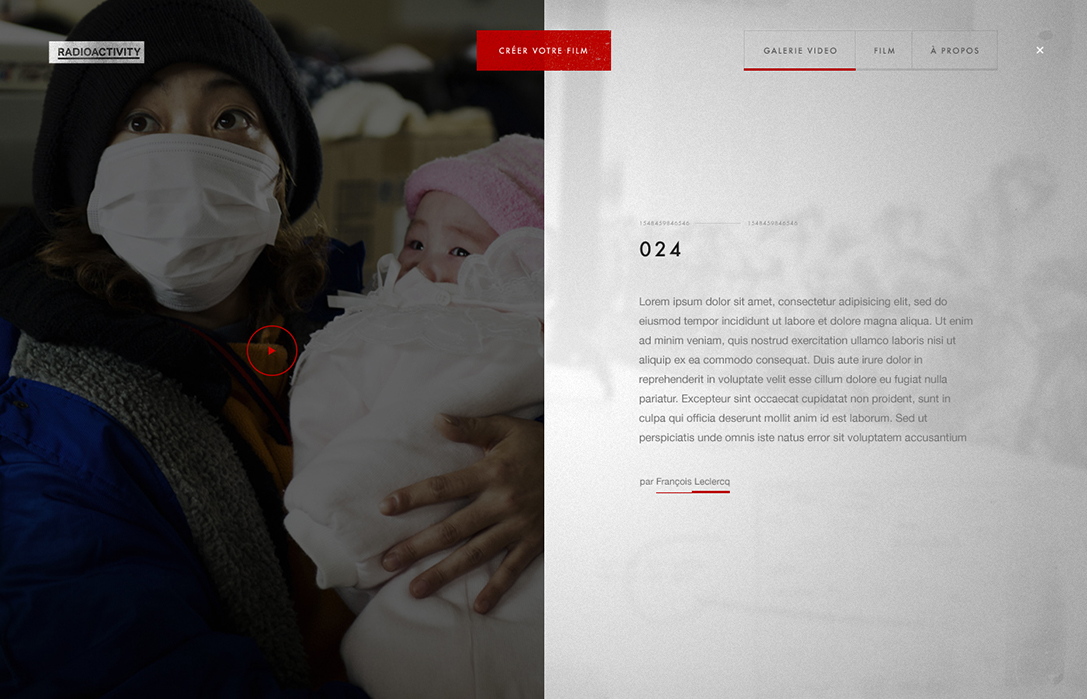 RADIOACTIVITY
CRÉER VOTRE FILM
GALERIE VIDEO
FILM
À PROPOS
1548459846546
1548459846546
024
Lorem ipsum dolor sit amet, consectetur adipisicing elit, sed do
eiusmod tempor incididunt ut labore et dolore magna aliqua. Ut enim
ad minim veniam, quis nostrud exercitation ullamco laboris nisi ut
aliquip ex ea commodo consequat. Duis aute irure dolor in
reprehenderit in voluptate velit esse cillum dolore eu fugiat nulla
pariatur. Excepteur sint occaecat cupidatat non proident, sunt in
culpa qui officia deserunt mollit anim id est laborum. Sed ut
perspiciatis unde omnis iste natus error sit voluptatem accusantium
par François Leclercq